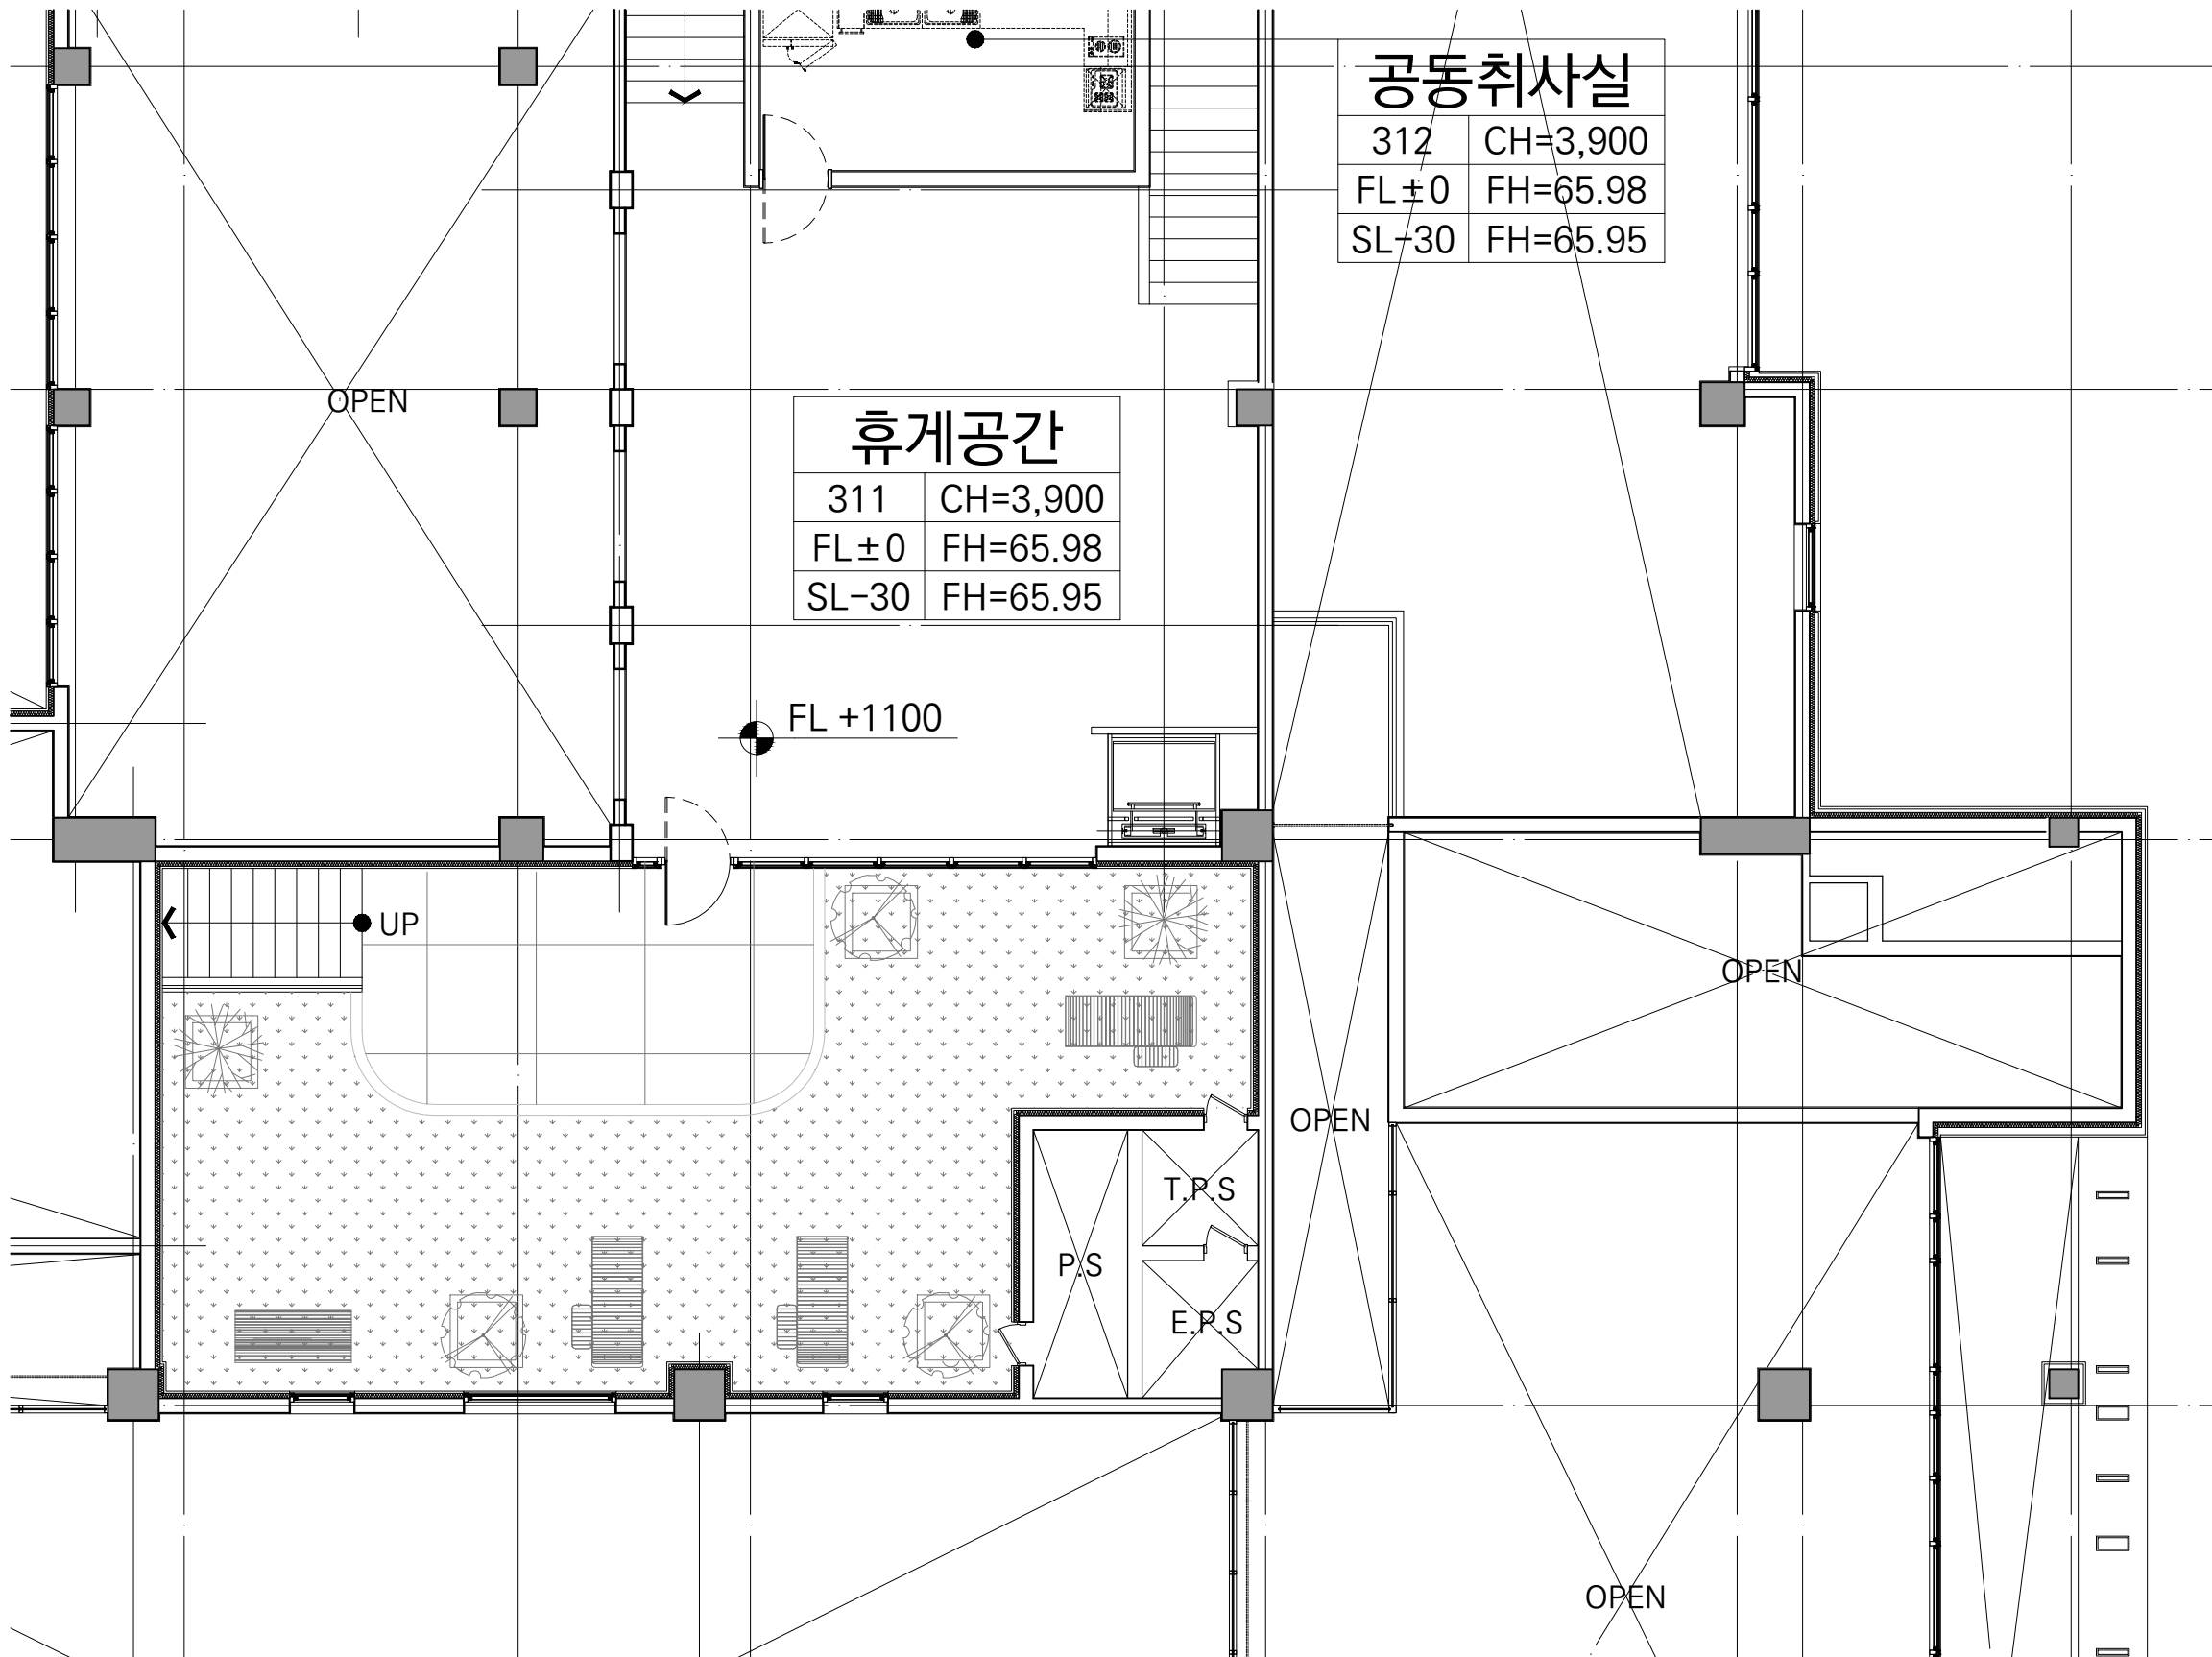 공동취사실
312 CH=3,900
FL±0 FH=65.98
SL-30 FH=65.95
OPEN
휴게공간
311 CH=3,900
FL±0 FH=65.98
SL-30 FH=65.95
FL +1100
UP
OPEN
OPEN
T.P.S
P.S
E.P.S
OPEN